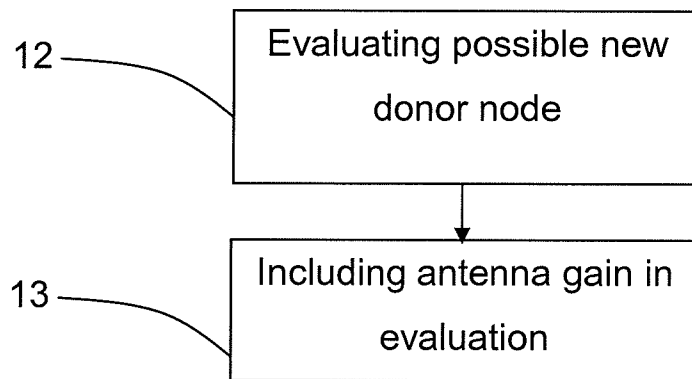 12
Evaluating possible new
donor node
13
Including antenna gain in
evaluation